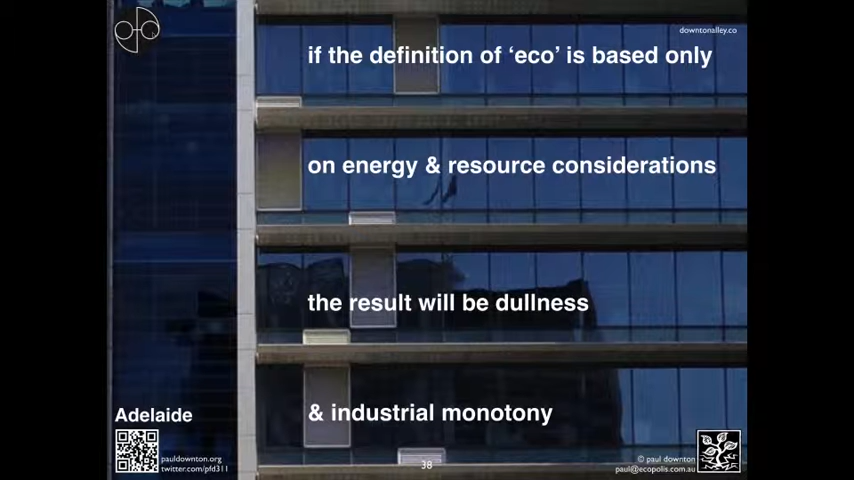 downtonalley.co
if the definition of ‘eco’ is based only
on energy & resource considerations
the result will be dullness
& industrial monotony
Adelaide
pauldownton.org
twitter.com/pfd311
38
© paul downton
paul@ecopolis.com.au